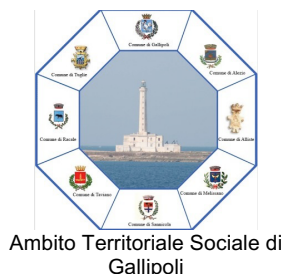 Comune di Gallipoli
Comune di Tuglie
Comune di Alezio
Comune di Racale
Comune di Alliste
Comune di Taviano
Comune di Melissano
Comune di Sannicola
Ambito Territoriale Sociale di
Gallipoli